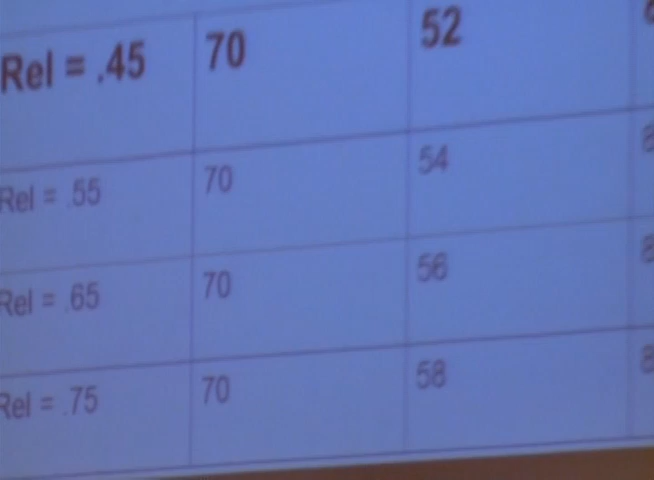 Rel = .45 70 52
Rel = .55 70 54
Rel = .65 70 56
Rel = .75 70 58